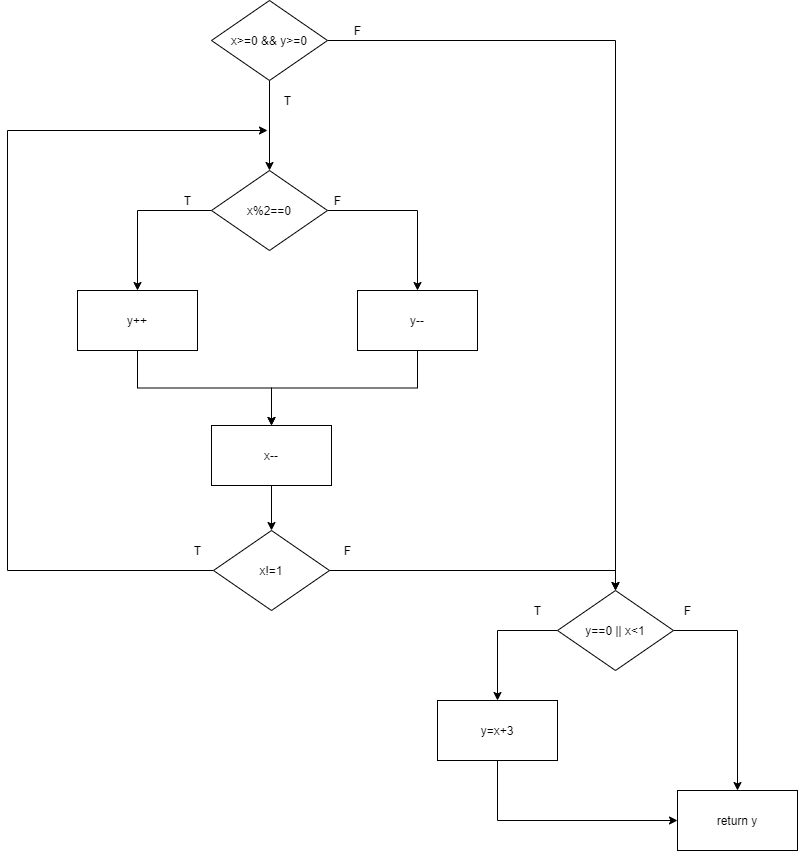 F
x>=0 && y>=0
T
T
F
x%2==0
y++
y--
x--
T
F
x!=1
T
F
y==0 || x<1
y=x+3
return y